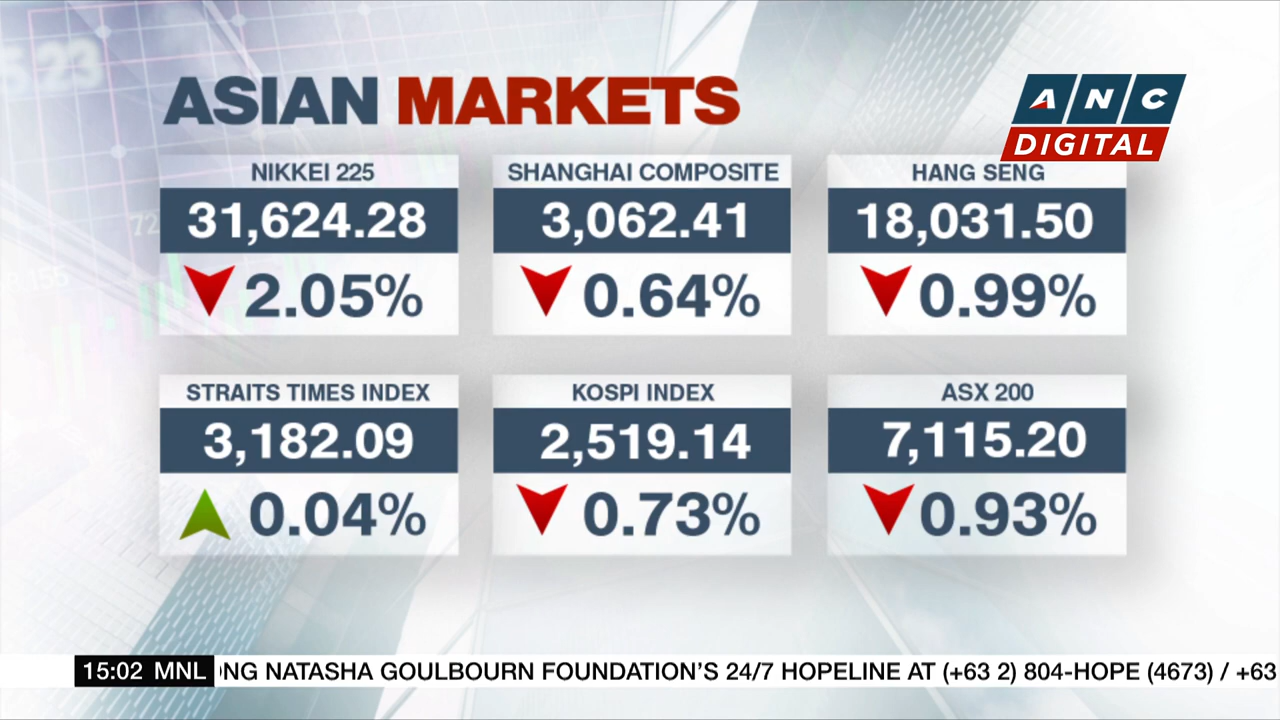 ASIAN MARKETS
ANC
DIGITAL
NIKKEI 225
31,624.28
2.05%
SHANGHAI COMPOSITE
3,062.41
0.64%
HANG SENG
18,031.50
0.99%
STRAITS TIMES INDEX
3,182.09
0.04%
KOSPI INDEX
2,519.14
0.73%
ASX 200
7,115.20
0.93%
15:02 MNL NG NATASHA GOULBOURN FOUNDATION'S 24/7 HOPELINE AT (+63 2) 804-HOPE (4673) / +63